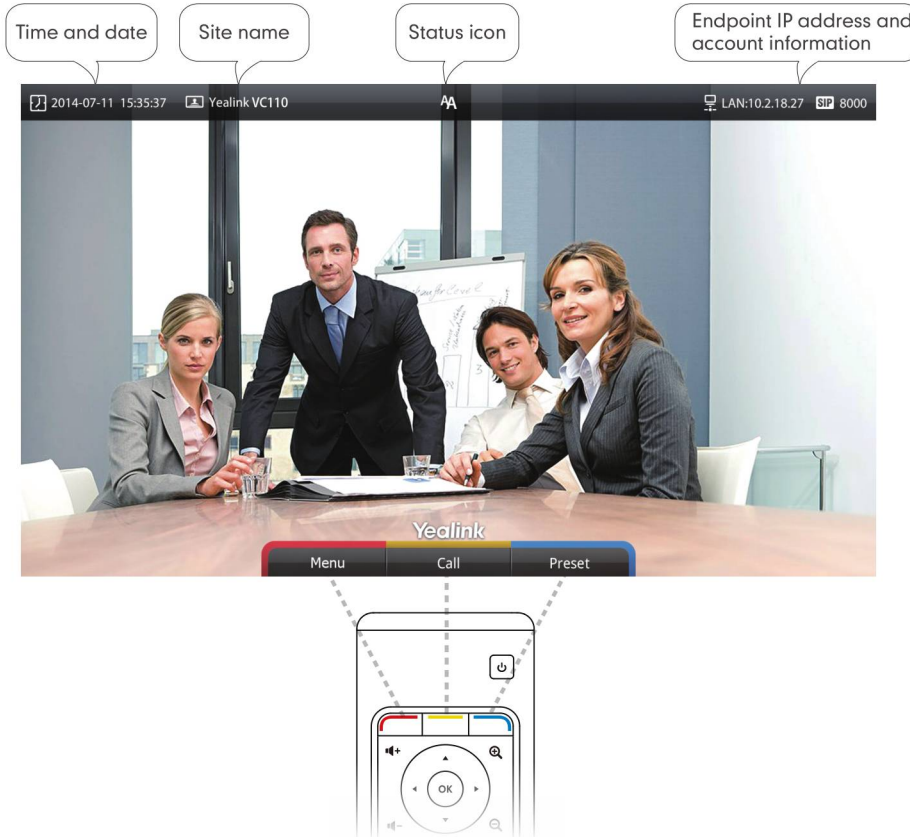 Time and date
Site name
Status icon
Endpoint IP address and
account information
2014-07-11 15:35:37
Yealink VC110
AA
LAN:10.2.18.27
SIP 8000
Yealink
Menu
Call
Preset
OK